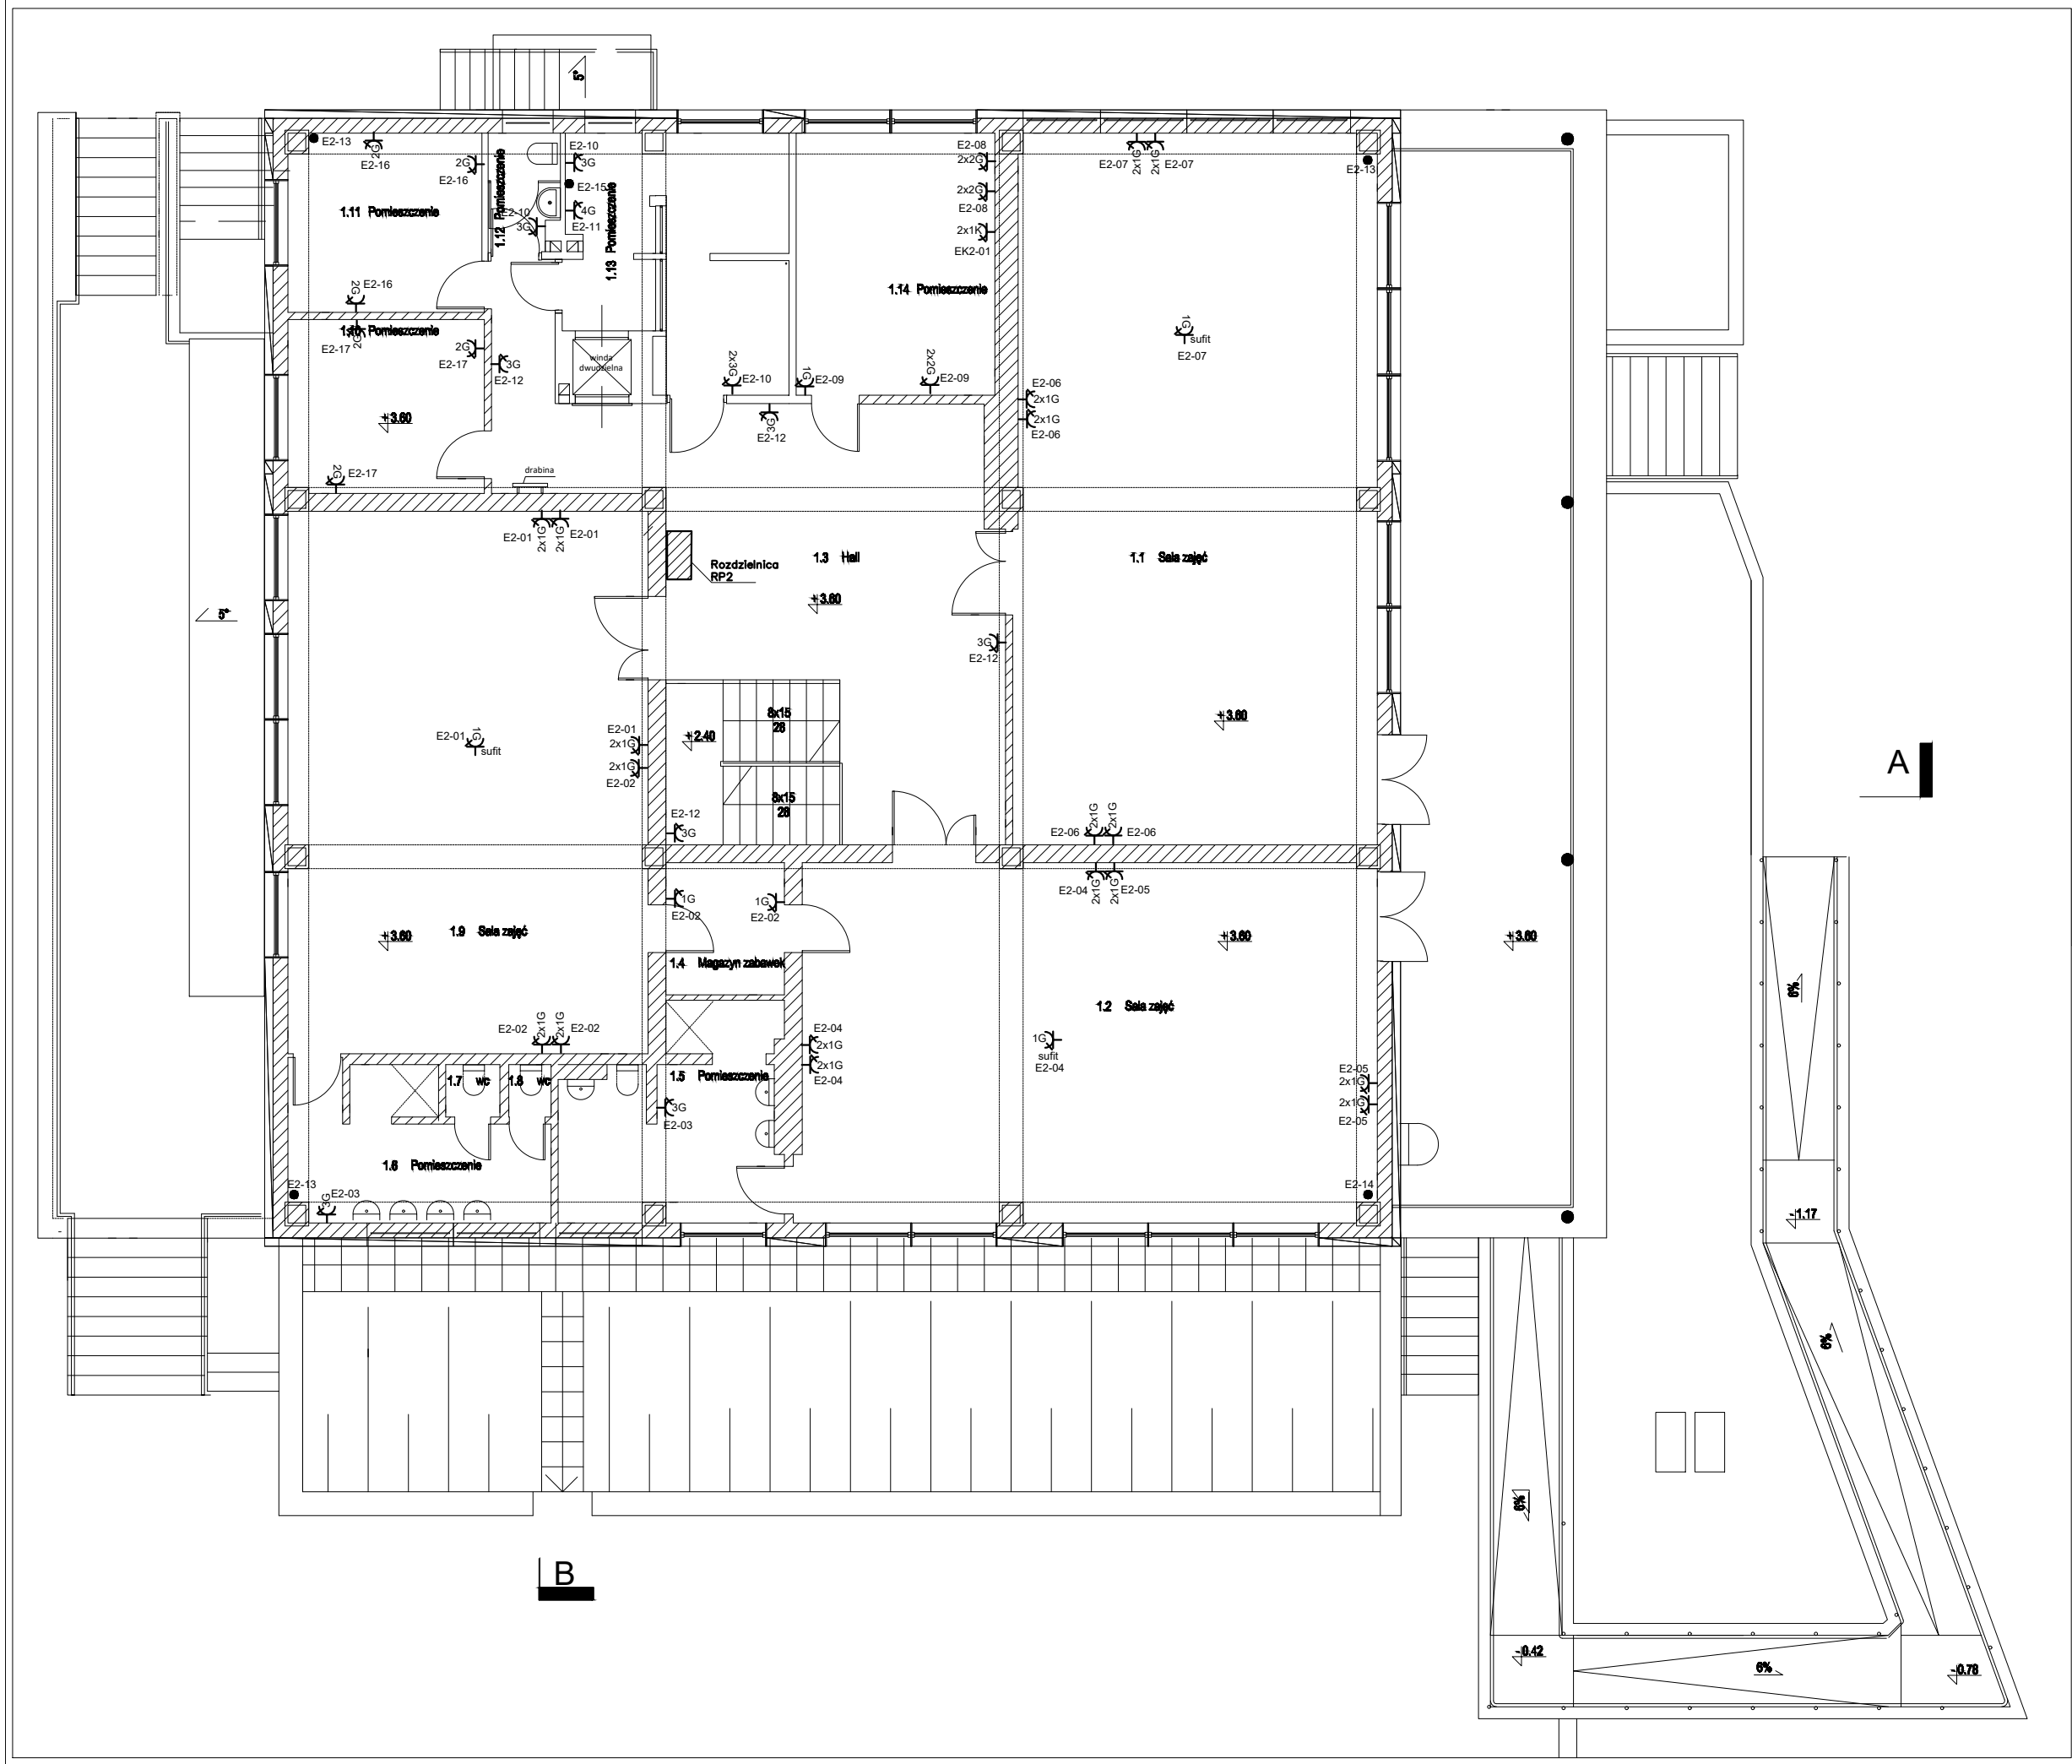 5°
E2-13
2G
E2-16
2G
E2-16
1.12 Pomieszczenie
E2-10
3G
E2-15
4G
E2-11
E2-10
3G
1.13 Pomieszczenie
1.11 Pomieszczenie
E2-08
2x2G
2x2G
E2-08
2x1K
EK2-01
E2-07
2x1G
2x1G
E2-07
E2-13
2G
E2-16
1.14 Pomieszczenie
1.10 Pomieszczenie
2G
E2-17
2G
E2-17
3G
E2-12
winda
dwudzielna
1G
sufit
E2-07
2x3G
E2-10
1G
E2-09
2x2G
E2-09
3G
E2-12
E2-06
2x1G
2x1G
E2-06
+3.60
2G
E2-17
drabina
E2-01
2x1G
2x1G
E2-01
Rozdzielnica
RP2
1.3 Hall
1.1 Sala zajęć
+3.60
5°
3G
E2-12
E2-01
1G
sufit
E2-01
2x1G
2x1G
E2-02
+2.40
8x15
28
8x15
28
+3.60
A
E2-12
3G
E2-06
2x1G
2x1G
E2-06
E2-04
2x1G
2x1G
E2-05
1G
E2-02
1G
E2-02
+3.60
1.9 Sala zajęć
+3.60
+3.60
1.4 Magazyn zabawek
6%
1.2 Sala zajęć
E2-02
2x1G
2x1G
E2-02
E2-04
2x1G
2x1G
E2-04
1G
sufit
E2-04
1.7 wc
1.8 wc
1.5 Pomieszczenie
E2-05
2x1G
2x1G
E2-05
3G
E2-03
1.6 Pomieszczenie
E2-13
3G
E2-03
E2-14
-1.17
6%
6%
B
-0.42
6%
-0.78